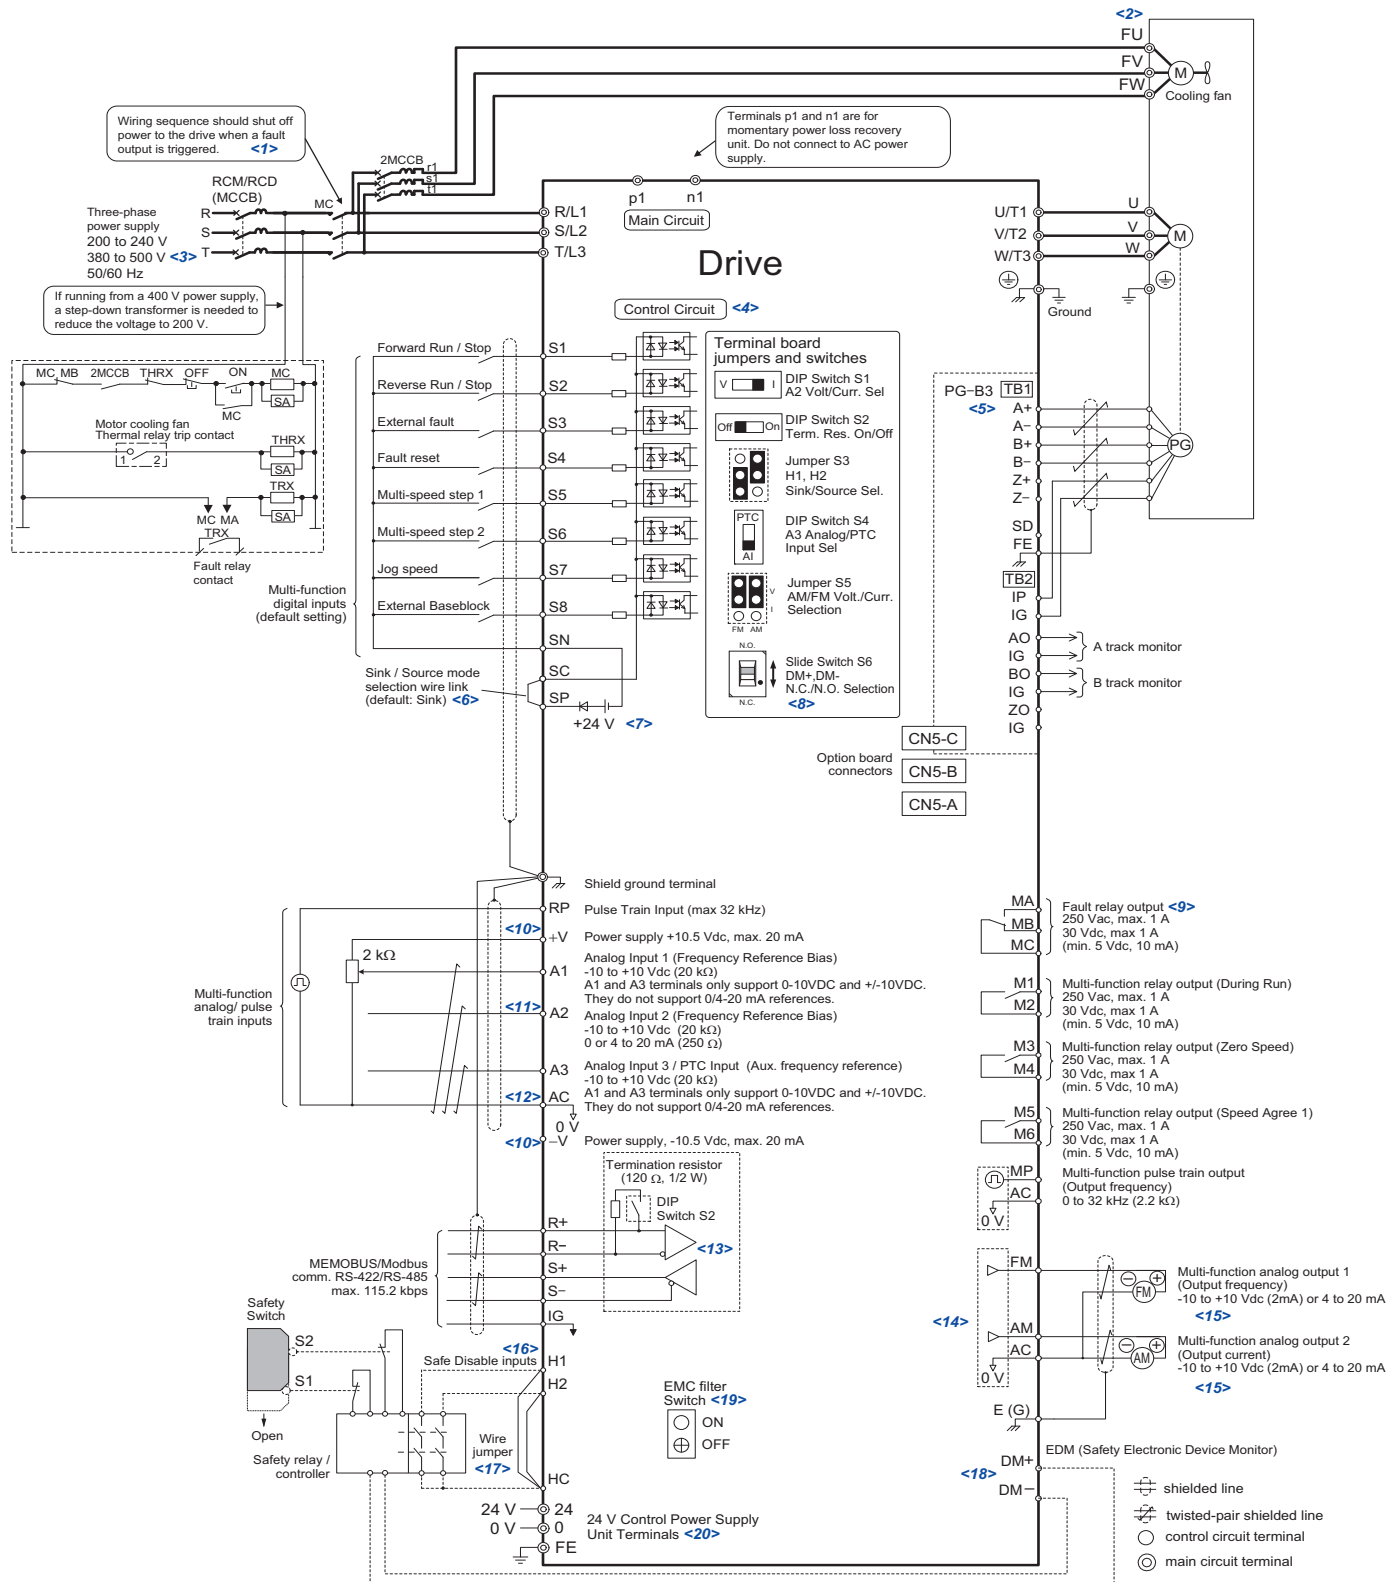 <2>
FU
FV
FW
M
Cooling fan
Wiring sequence should shut off
power to the drive when a fault
output is triggered. <1>
Terminals p1 and n1 are for
momentary power loss recovery
unit. Do not connect to AC power
supply.
2MCCB
r1
s1
t1
RCM/RCD
(MCCB)
MC
R
S
T
Three-phase
power supply
200 to 240 V
380 to 500 V <3>
50/60 Hz
p1
n1
Main Circuit
R/L1
S/L2
T/L3
Drive
U/T1
V/T2
W/T3
U
V
W
M
Ground
If running from a 400 V power supply,
a step-down transformer is needed to
reduce the voltage to 200 V.
Control Circuit <4>
MC MB 2MCCB THRX OFF ON MC
SA
MC
Motor cooling fan
Thermal relay trip contact
1 2
THRX
SA
TRX
SA
MC MA
TRX
Fault relay
contact
Multi-function
digital inputs
(default setting)
Forward Run / Stop
S1
Reverse Run / Stop
S2
External fault
S3
Fault reset
S4
Multi-speed step 1
S5
Multi-speed step 2
S6
Jog speed
S7
External Baseblock
S8
SN
SC
SP
Sink / Source mode
selection wire link
(default: Sink) <6>
+24 V <7>
Terminal board
jumpers and switches
V I
DIP Switch S1
A2 Volt/Curr. Sel
Off On
DIP Switch S2
Term. Res. On/Off
Jumper S3
H1, H2
Sink/Source Sel.
PTC
AI
DIP Switch S4
A3 Analog/PTC
Input Sel
V
I
FM AM
Jumper S5
AM/FM Volt./Curr.
Selection
N.O.
N.C.
Slide Switch S6
DM+,DM-
N.C./N.O. Selection
<8>
PG-B3 TB1
<5>
A+
A−
B+
B−
Z+
Z−
PG
SD
FE
TB2
IP
IG
AO
IG
A track monitor
BO
IG
B track monitor
ZO
IG
Option board
connectors
CN5-C
CN5-B
CN5-A
Shield ground terminal
Multi-function
analog/ pulse
train inputs
2 kΩ
RP
Pulse Train Input (max 32 kHz)
<10> +V
Power supply +10.5 Vdc, max. 20 mA
A1
Analog Input 1 (Frequency Reference Bias)
-10 to +10 Vdc (20 kΩ)
A1 and A3 terminals only support 0-10VDC and +/-10VDC.
They do not support 0/4-20 mA references.
<11> A2
Analog Input 2 (Frequency Reference Bias)
-10 to +10 Vdc (20 kΩ)
0 or 4 to 20 mA (250 Ω)
A3
Analog Input 3 / PTC Input (Aux. frequency reference)
-10 to +10 Vdc (20 kΩ)
A1 and A3 terminals only support 0-10VDC and +/-10VDC.
They do not support 0/4-20 mA references.
<12> AC
0 V
<10> −V
Power supply, -10.5 Vdc, max. 20 mA
MA
MB
MC
Fault relay output <9>
250 Vac, max. 1 A
30 Vdc, max 1 A
(min. 5 Vdc, 10 mA)
M1
M2
Multi-function relay output (During Run)
250 Vac, max. 1 A
30 Vdc, max 1 A
(min. 5 Vdc, 10 mA)
M3
M4
Multi-function relay output (Zero Speed)
250 Vac, max. 1 A
30 Vdc, max 1 A
(min. 5 Vdc, 10 mA)
M5
M6
Multi-function relay output (Speed Agree 1)
250 Vac, max. 1 A
30 Vdc, max 1 A
(min. 5 Vdc, 10 mA)
MP
AC
0 V
Multi-function pulse train output
(Output frequency)
0 to 32 kHz (2.2 kΩ)
Termination resistor
(120 Ω, 1/2 W)
DIP
Switch S2
<13>
MEMOBUS/Modbus
comm. RS-422/RS-485
max. 115.2 kbps
R+
R−
S+
S−
IG
FM
<14>
AM
AC
0 V
FM
AM
Multi-function analog output 1
(Output frequency)
-10 to +10 Vdc (2mA) or 4 to 20 mA
<15>
Multi-function analog output 2
(Output current)
-10 to +10 Vdc (2mA) or 4 to 20 mA
<15>
E (G)
Safety
Switch
S2
S1
Open
Safety relay /
controller
<16>
Safe Disable inputs
H1
H2
Wire
jumper
<17>
HC
EMC filter
Switch <19>
ON
OFF
24 V 24
0 V 0
FE
24 V Control Power Supply
Unit Terminals <20>
EDM (Safety Electronic Device Monitor)
DM+
<18>
DM−
shielded line
twisted-pair shielded line
control circuit terminal
main circuit terminal